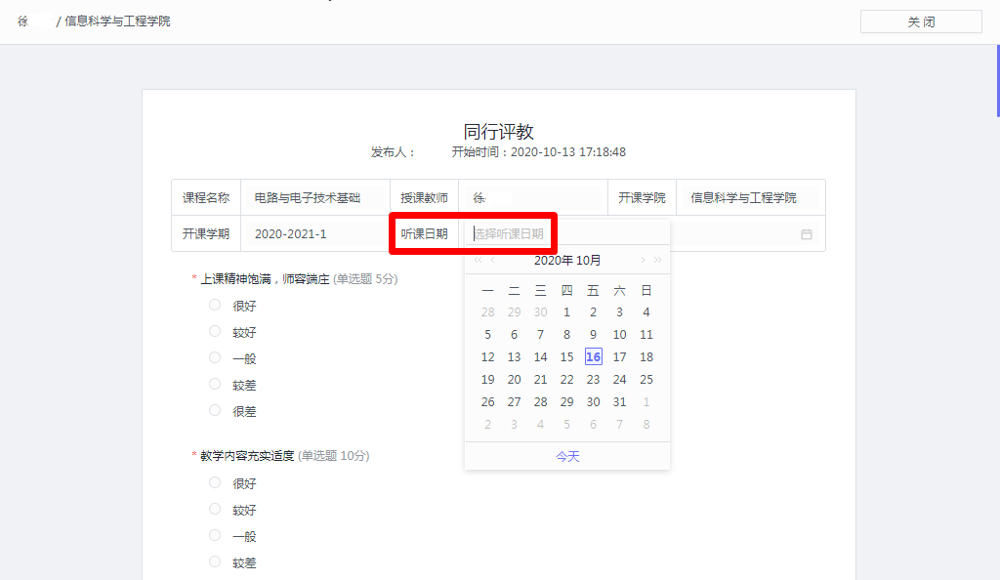 徐 / 信息科学与工程学院 关 闭
同行评教
发布人： 开始时间：2020-10-13 17:18:48
课程名称 电路与电子技术基础 授课教师 徐 开课学院 信息科学与工程学院
开课学期 2020-2021-1 听课日期 选择听课日期
2020年 10月
一 二 三 四 五 六 日
28 29 30 1 2 3 4
5 6 7 8 9 10 11
12 13 14 15 16 17 18
19 20 21 22 23 24 25
26 27 28 29 30 31 1
2 3 4 5 6 7 8
今天
* 上课精神饱满，师容端庄 (单选题 5分)
很好
较好
一般
较差
很差
* 教学内容充实适度 (单选题 10分)
很好
较好
一般
较差